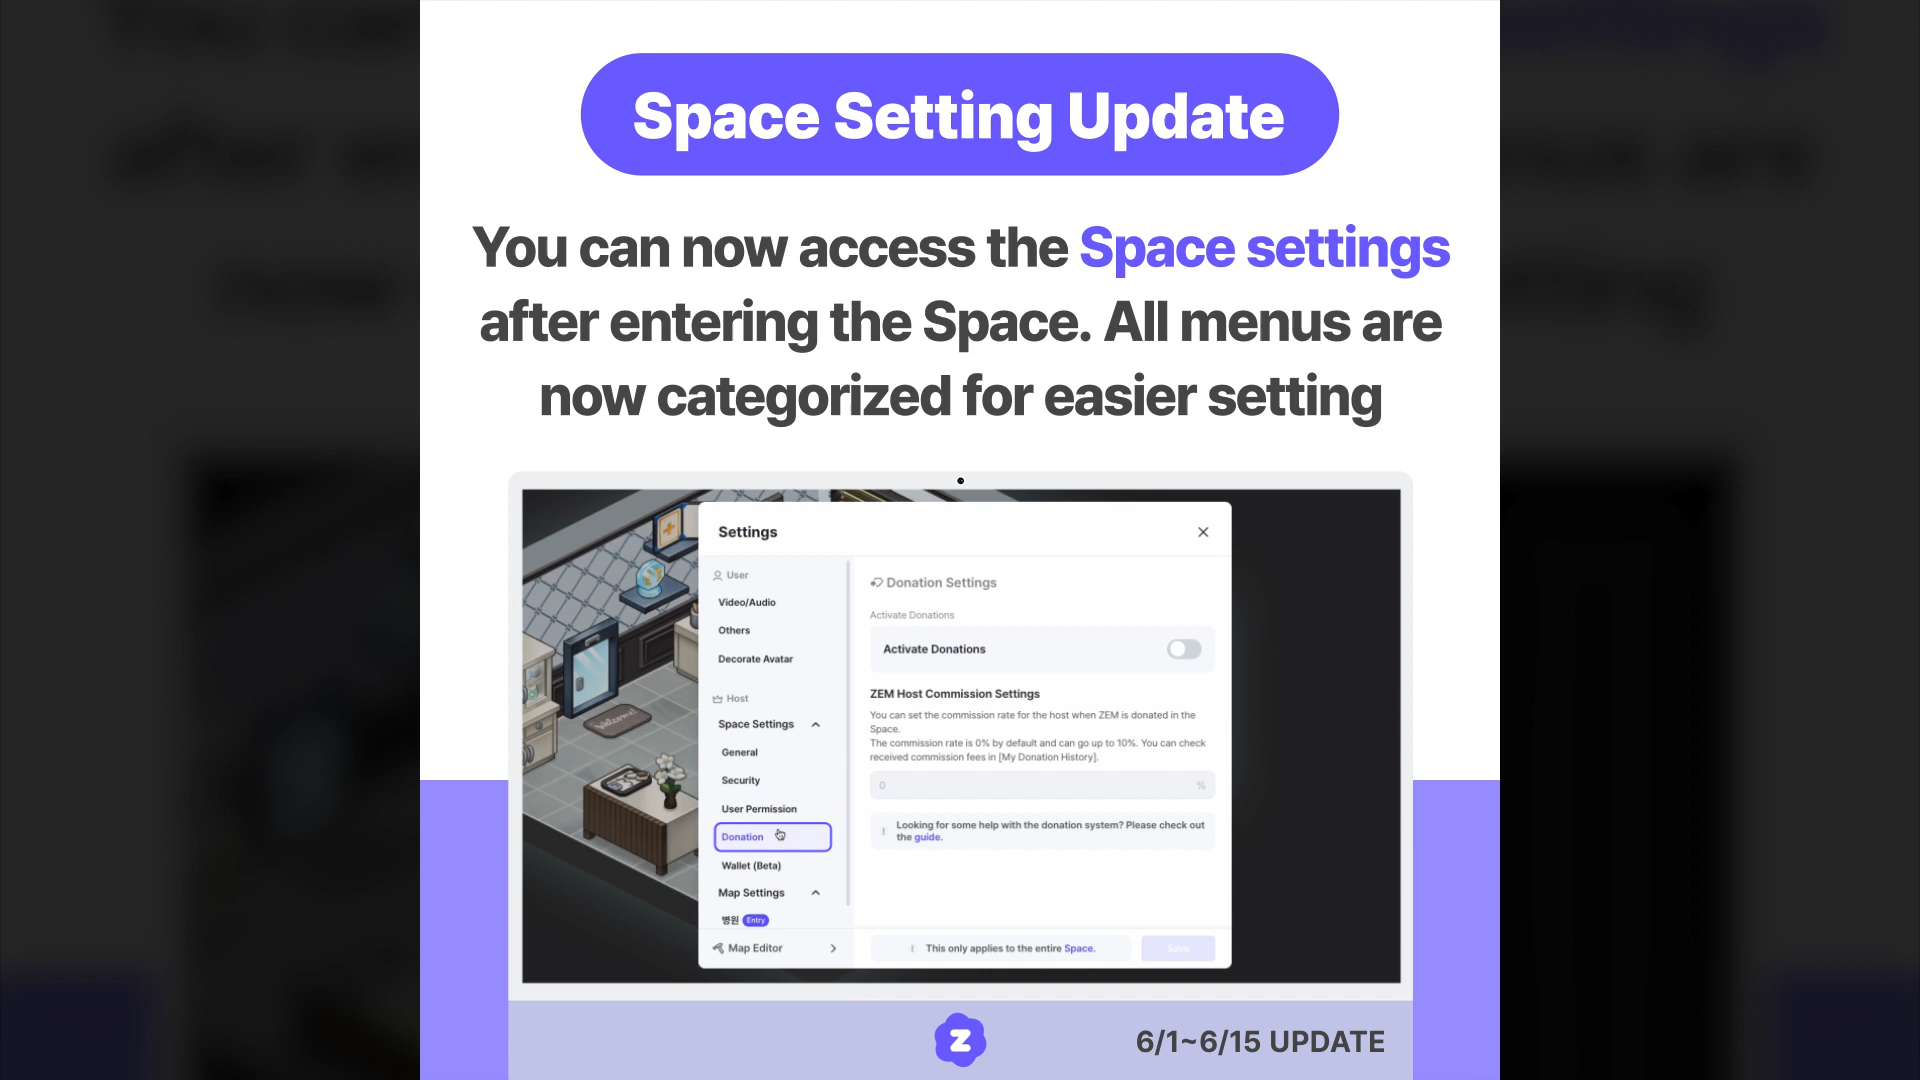 Space Setting Update
You can now access the Space settings
after entering the Space. All menus are
now categorized for easier setting
Settings
User
Video/Audio
Others
Decorate Avatar
Host
Space Settings
General
Security
User Permission
Donation
Wallet (Beta)
Map Settings
병원 Entry
Map Editor
Donation Settings
Activate Donations
Activate Donations
ZEM Host Commission Settings
You can set the commission rate for the host when ZEM is donated in the
Space.
The commission rate is 0% by default and can go up to 10%. You can check
received commission fees in [My Donation History].
0 %
! Looking for some help with the donation system? Please check out
the guide.
! This only applies to the entire Space.
Save
Welcome!
Z
6/1~6/15 UPDATE